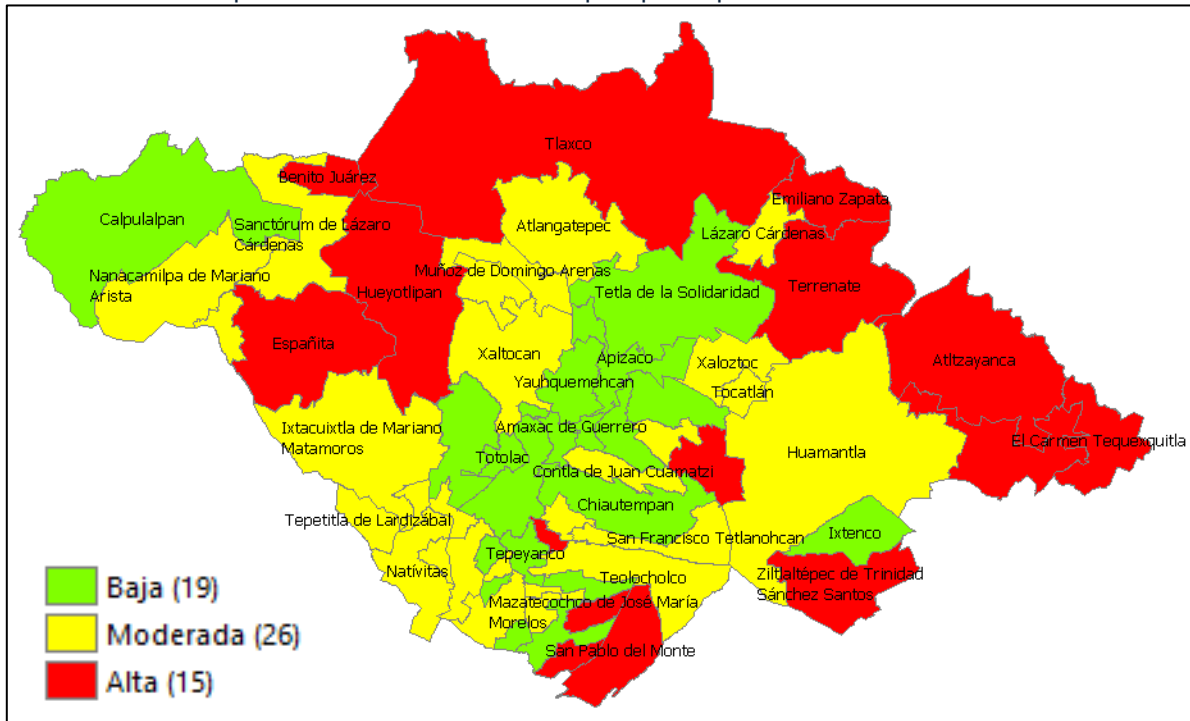 Tlaxco
Benito Juárez
Emiliano Zapata
Calpulalpan
Sanctórum de Lázaro
Cárdenas
Atlangatepec
Lázaro Cárdenas
Nanacamilpa de Mariano
Arista
Muñoz de Domingo Arenas
Hueyotlipan
Tetla de la Solidaridad
Terrenate
Españita
Xaltocan
Apizaco
Xaloztoc
Atltzayanca
Yauhquemehcan
Tocatlán
Ixtacuixtla de Mariano
Matamoros
Amaxac de Guerrero
El Carmen Tequexquitla
Totolac
Contla de Juan Cuamatzi
Huamantla
Chiautempan
Tepetitla de Lardizábal
San Francisco Tetlanohcan
Ixtenco
Tepeyanco
Natívitas
Teolocholco
Ziltlaltépec de Trinidad
Sánchez Santos
Mazatecochco de José María
Morelos
San Pablo del Monte
Baja (19)
Moderada (26)
Alta (15)